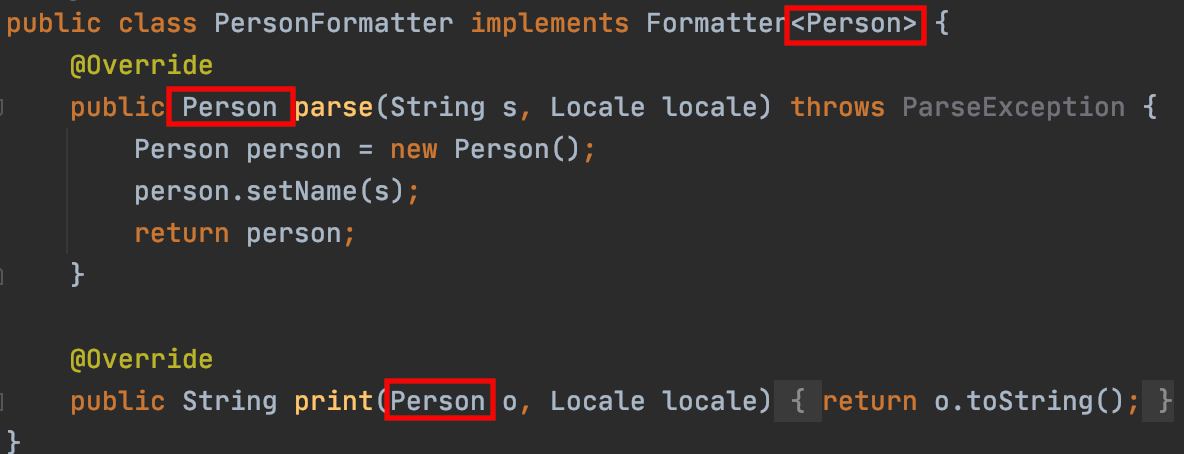 public class PersonFormatter implements Formatter<Person> {
@Override
public Person parse(String s, Locale locale) throws ParseException {
Person person = new Person();
person.setName(s);
return person;
}
@Override
public String print(Person o, Locale locale) { return o.toString(); }
}